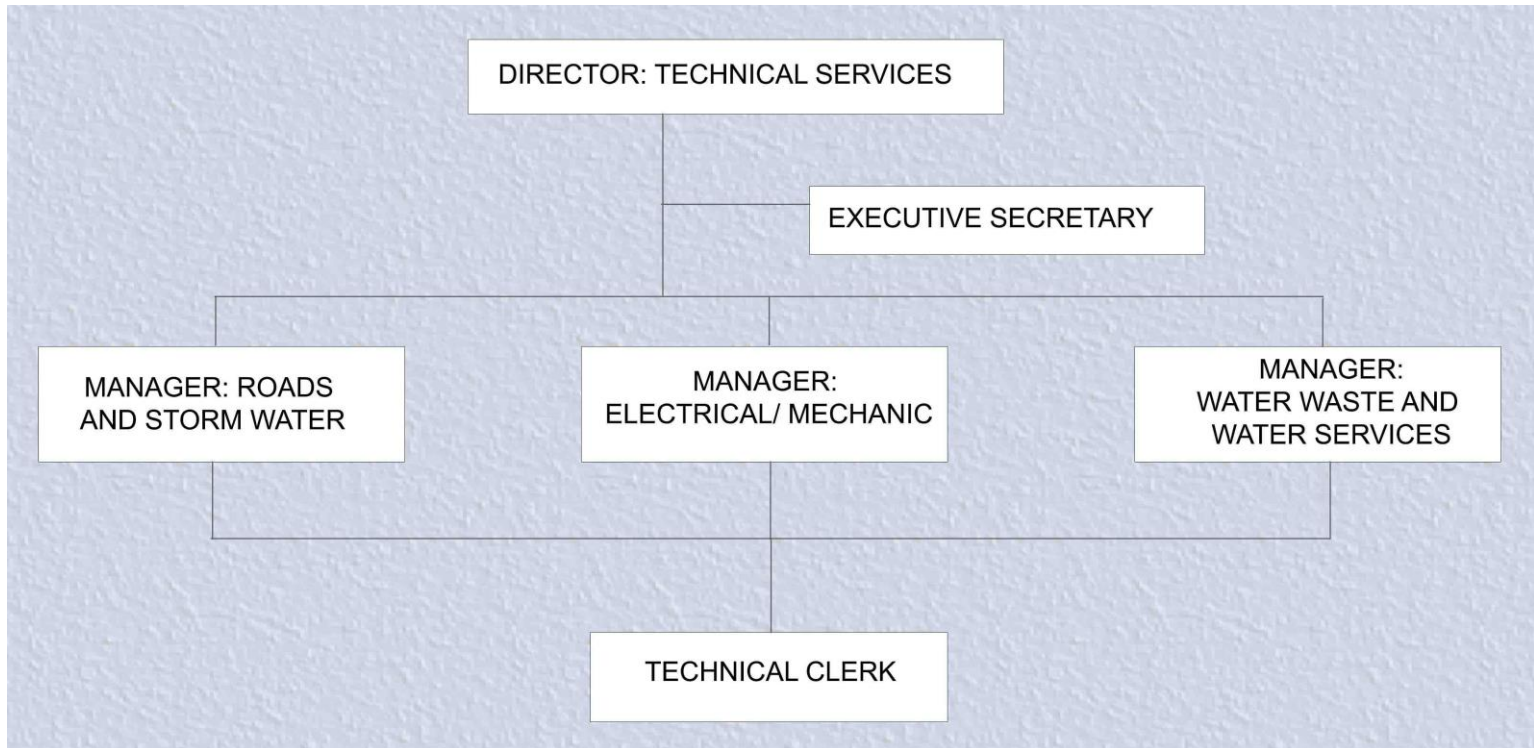 DIRECTOR: TECHNICAL SERVICES
EXECUTIVE SECRETARY
MANAGER: ROADS
AND STORM WATER
MANAGER:
ELECTRICAL/ MECHANIC
MANAGER:
WATER WASTE AND
WATER SERVICES
TECHNICAL CLERK